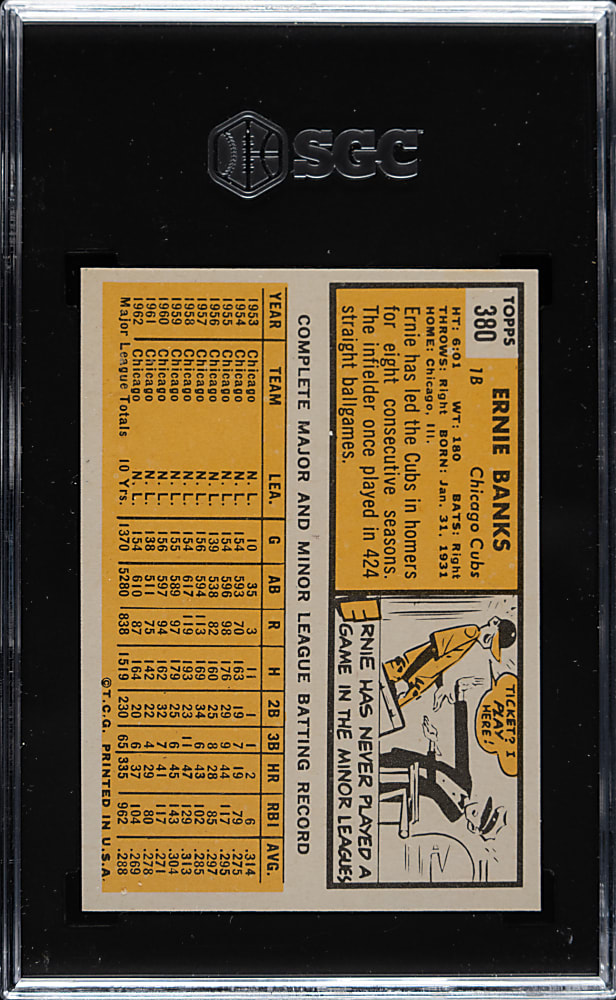 SGC
TOPPS
380
ERNIE BANKS
1B Chicago Cubs
HT: 6:01 WT: 180 BATS: Right
THROWS: Right BORN: Jan. 31, 1931
HOME: Chicago, Ill.
Ernie has led the Cubs in homers
for eight consecutive seasons.
The infielder once played in 424
straight ballgames.
TICKET? I
PLAY
HERE!
ERNIE HAS NEVER PLAYED A
GAME IN THE MINOR LEAGUES
COMPLETE MAJOR AND MINOR LEAGUE BATTING RECORD
YEAR TEAM LEA. G AB R H 2B 3B HR RBI AVG.
1953 Chicago N. L. 10 35 3 11 1 1 2 6 .314
1954 Chicago N. L. 154 593 70 163 19 7 19 79 .275
1955 Chicago N. L. 154 596 98 176 29 9 44 117 .295
1956 Chicago N. L. 139 538 82 160 25 8 28 85 .297
1957 Chicago N. L. 156 594 113 169 34 6 43 102 .285
1958 Chicago N. L. 154 617 119 193 23 11 47 129 .313
1959 Chicago N. L. 155 589 97 179 25 6 45 143 .304
1960 Chicago N. L. 156 597 94 162 32 7 41 117 .271
1961 Chicago N. L. 138 511 75 142 22 4 29 80 .278
1962 Chicago N. L. 154 610 87 164 20 6 37 104 .269
Major League Totals 10 Yrs. 1370 5280 838 1519 230 65 335 962 .288
©T.C.G. PRINTED IN U.S.A.